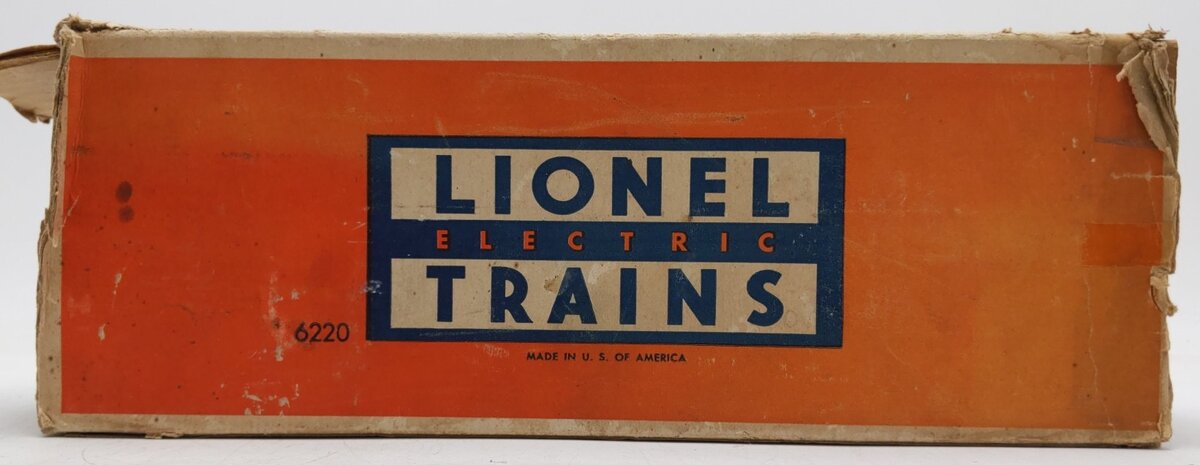 LIONEL
ELECTRIC
TRAINS
6220
MADE IN U. S. OF AMERICA